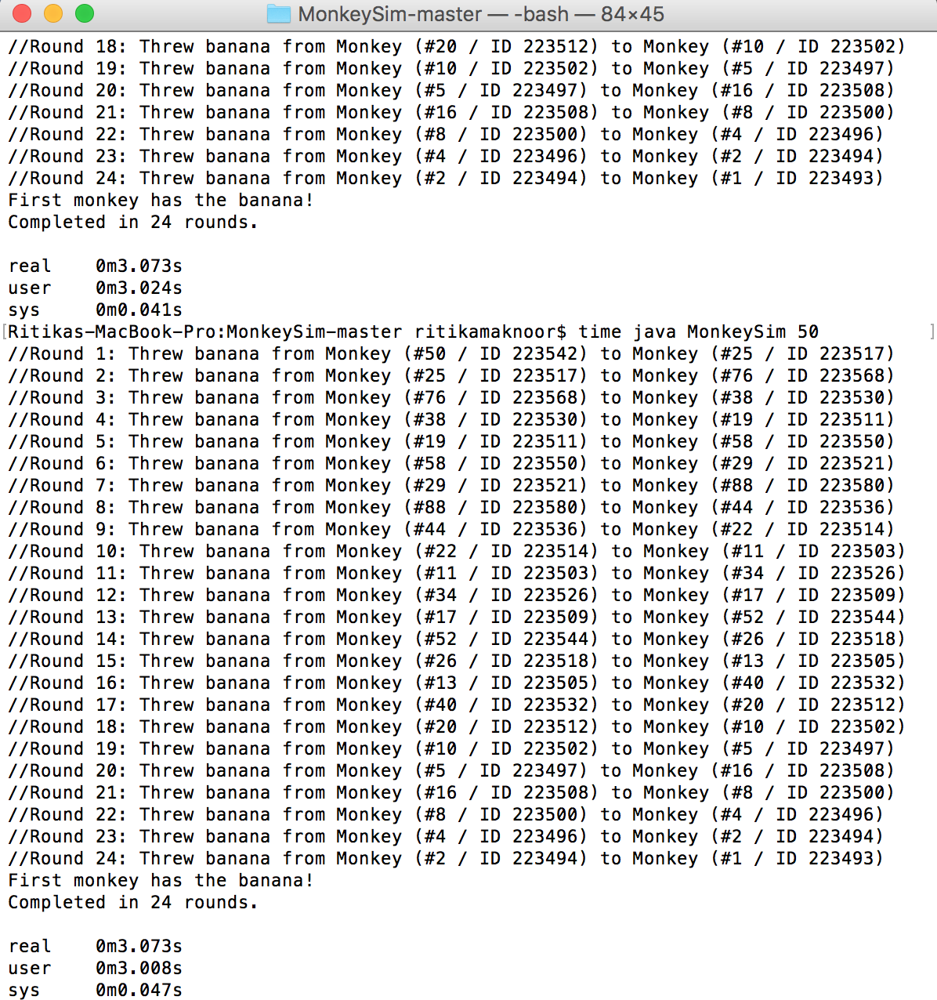 MonkeySim-master — -bash — 84×45
//Round 18: Threw banana from Monkey (#20 / ID 223512) to Monkey (#10 / ID 223502)
//Round 19: Threw banana from Monkey (#10 / ID 223502) to Monkey (#5 / ID 223497)
//Round 20: Threw banana from Monkey (#5 / ID 223497) to Monkey (#16 / ID 223508)
//Round 21: Threw banana from Monkey (#16 / ID 223508) to Monkey (#8 / ID 223500)
//Round 22: Threw banana from Monkey (#8 / ID 223500) to Monkey (#4 / ID 223496)
//Round 23: Threw banana from Monkey (#4 / ID 223496) to Monkey (#2 / ID 223494)
//Round 24: Threw banana from Monkey (#2 / ID 223494) to Monkey (#1 / ID 223493)
First monkey has the banana!
Completed in 24 rounds.

real    0m3.073s
user    0m3.024s
sys     0m0.041s
[Ritikas-MacBook-Pro:MonkeySim-master ritikamaknoor$ time java MonkeySim 50 ]
//Round 1: Threw banana from Monkey (#50 / ID 223542) to Monkey (#25 / ID 223517)
//Round 2: Threw banana from Monkey (#25 / ID 223517) to Monkey (#76 / ID 223568)
//Round 3: Threw banana from Monkey (#76 / ID 223568) to Monkey (#38 / ID 223530)
//Round 4: Threw banana from Monkey (#38 / ID 223530) to Monkey (#19 / ID 223511)
//Round 5: Threw banana from Monkey (#19 / ID 223511) to Monkey (#58 / ID 223550)
//Round 6: Threw banana from Monkey (#58 / ID 223550) to Monkey (#29 / ID 223521)
//Round 7: Threw banana from Monkey (#29 / ID 223521) to Monkey (#88 / ID 223580)
//Round 8: Threw banana from Monkey (#88 / ID 223580) to Monkey (#44 / ID 223536)
//Round 9: Threw banana from Monkey (#44 / ID 223536) to Monkey (#22 / ID 223514)
//Round 10: Threw banana from Monkey (#22 / ID 223514) to Monkey (#11 / ID 223503)
//Round 11: Threw banana from Monkey (#11 / ID 223503) to Monkey (#34 / ID 223526)
//Round 12: Threw banana from Monkey (#34 / ID 223526) to Monkey (#17 / ID 223509)
//Round 13: Threw banana from Monkey (#17 / ID 223509) to Monkey (#52 / ID 223544)
//Round 14: Threw banana from Monkey (#52 / ID 223544) to Monkey (#26 / ID 223518)
//Round 15: Threw banana from Monkey (#26 / ID 223518) to Monkey (#13 / ID 223505)
//Round 16: Threw banana from Monkey (#13 / ID 223505) to Monkey (#40 / ID 223532)
//Round 17: Threw banana from Monkey (#40 / ID 223532) to Monkey (#20 / ID 223512)
//Round 18: Threw banana from Monkey (#20 / ID 223512) to Monkey (#10 / ID 223502)
//Round 19: Threw banana from Monkey (#10 / ID 223502) to Monkey (#5 / ID 223497)
//Round 20: Threw banana from Monkey (#5 / ID 223497) to Monkey (#16 / ID 223508)
//Round 21: Threw banana from Monkey (#16 / ID 223508) to Monkey (#8 / ID 223500)
//Round 22: Threw banana from Monkey (#8 / ID 223500) to Monkey (#4 / ID 223496)
//Round 23: Threw banana from Monkey (#4 / ID 223496) to Monkey (#2 / ID 223494)
//Round 24: Threw banana from Monkey (#2 / ID 223494) to Monkey (#1 / ID 223493)
First monkey has the banana!
Completed in 24 rounds.

real    0m3.073s
user    0m3.008s
sys     0m0.047s